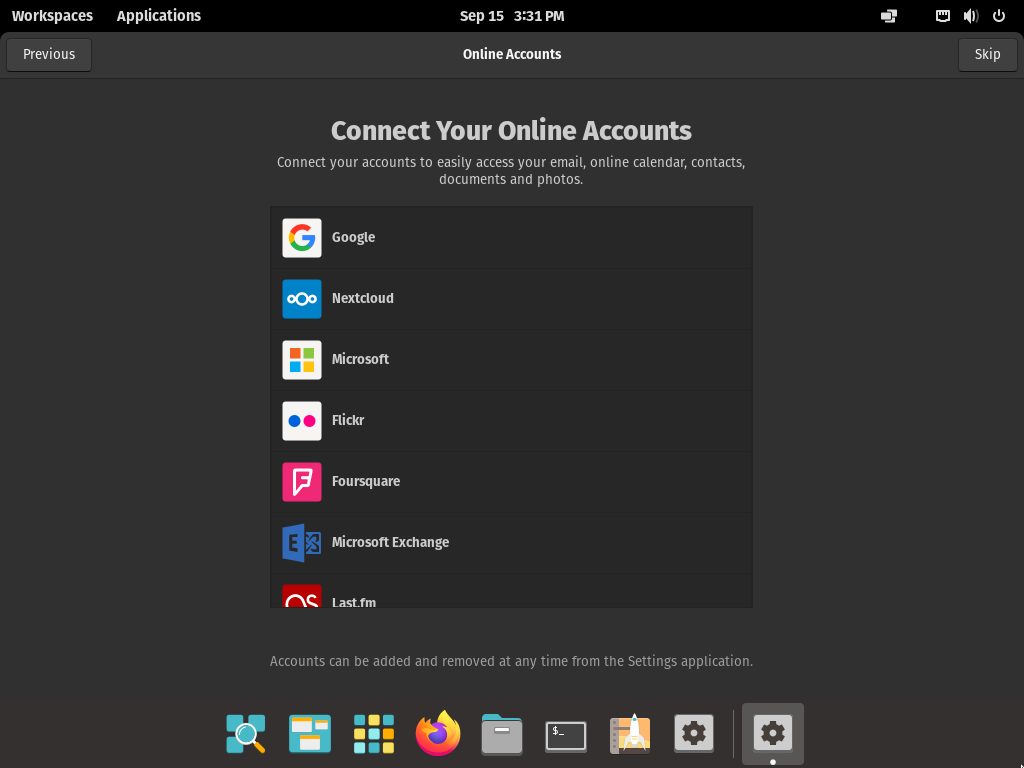 Workspaces Applications Sep 15 3:31 PM
Previous Online Accounts Skip
Connect Your Online Accounts
Connect your accounts to easily access your email, online calendar, contacts,
documents and photos.
Google
Nextcloud
Microsoft
Flickr
Foursquare
E
Microsoft Exchange
Last.fm
Accounts can be added and removed at any time from the Settings application.
$_